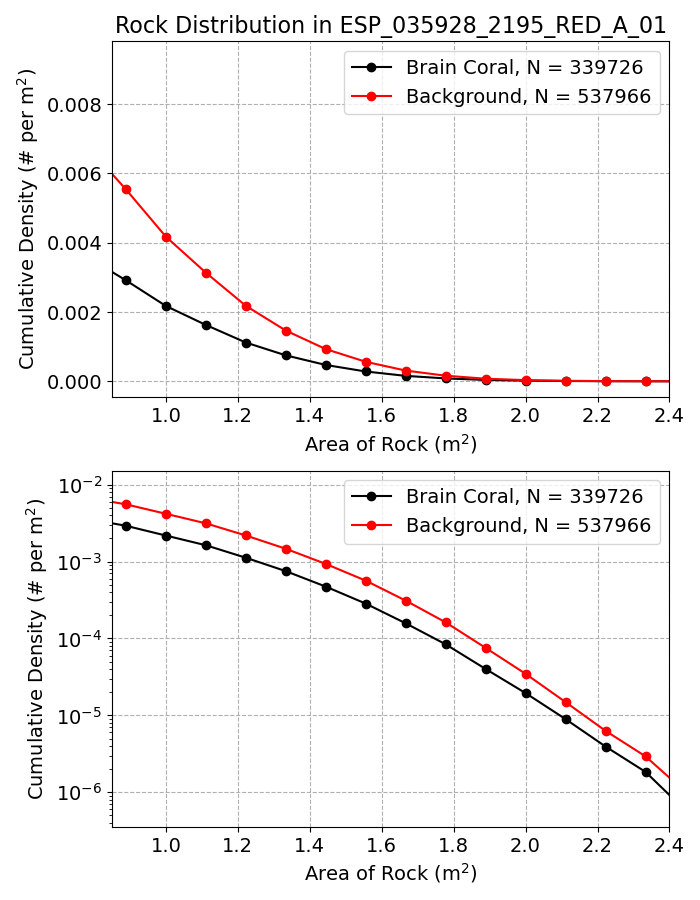 Rock Distribution in ESP_035928_2195_RED_A_01
Brain Coral, N = 339726
Background, N = 537966
Cumulative Density (# per m²)
0.008
0.006
0.004
0.002
0.000
1.0 1.2 1.4 1.6 1.8 2.0 2.2 2.4
Area of Rock (m²)
Brain Coral, N = 339726
Background, N = 537966
Cumulative Density (# per m²)
10⁻²
10⁻³
10⁻⁴
10⁻⁵
10⁻⁶
1.0 1.2 1.4 1.6 1.8 2.0 2.2 2.4
Area of Rock (m²)